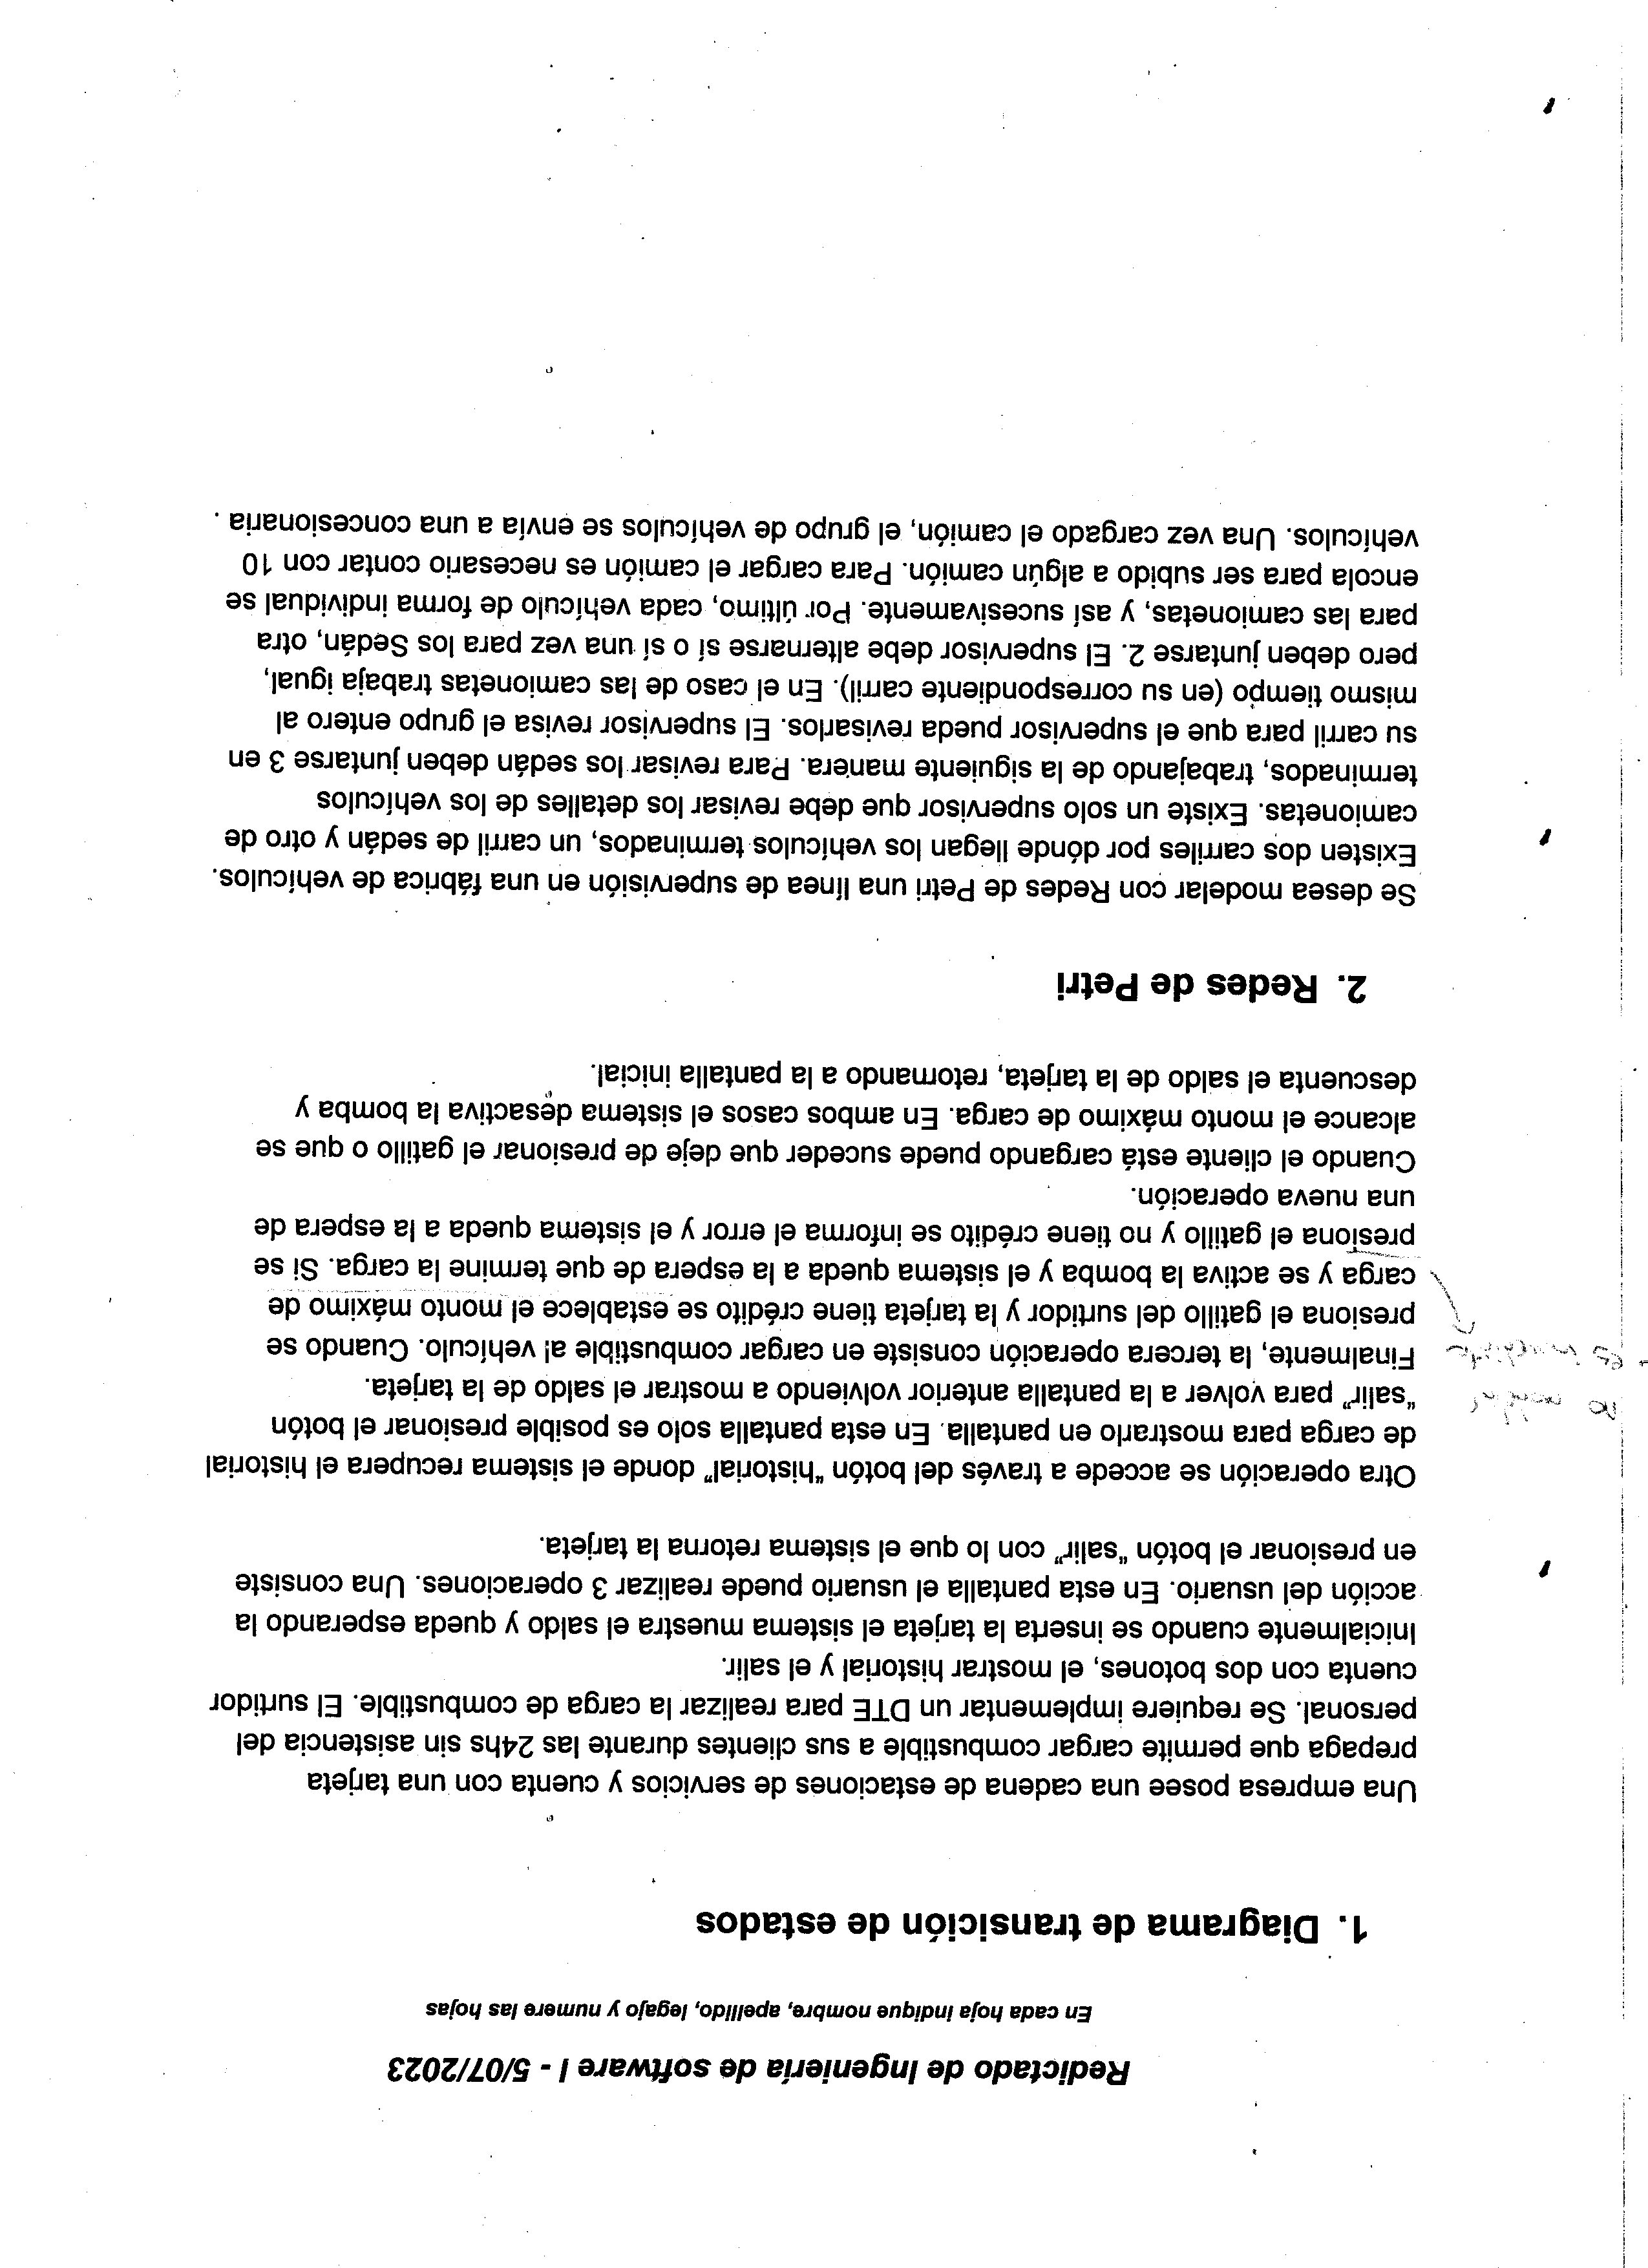 Redictado de Ingeniería de software I - 5/07/2023
En cada hoja indique nombre, apellido, legajo y numere las hojas
1. Diagrama de transición de estados
Una empresa posee una cadena de estaciones de servicios y cuenta con una tarjeta
prepaga que permite cargar combustible a sus clientes durante las 24hs sin asistencia del
personal. Se requiere implementar un DTE para realizar la carga de combustible. El surtidor
cuenta con dos botones, el mostrar historial y el salir.
Inicialmente cuando se inserta la tarjeta el sistema muestra el saldo y queda esperando la
acción del usuario. En esta pantalla el usuario puede realizar 3 operaciones. Una consiste
en presionar el botón “salir” con lo que el sistema retorna la tarjeta.
Otra operación se accede a través del botón “historial” donde el sistema recupera el historial
de carga para mostrarlo en pantalla. En esta pantalla solo es posible presionar el botón
no
“salir” para volver a la pantalla anterior volviendo a mostrar el saldo de la tarjeta.
es
Finalmente, la tercera operación consiste en cargar combustible al vehículo. Cuando se
presiona el gatillo del surtidor y la tarjeta tiene crédito se establece el monto máximo de
carga y se activa la bomba y el sistema queda a la espera de que termine la carga. Si se
presiona el gatillo y no tiene crédito se informa el error y el sistema queda a la espera de
una nueva operación.
Cuando el cliente está cargando puede suceder que deje de presionar el gatillo o que se
alcance el monto máximo de carga. En ambos casos el sistema desactiva la bomba y
descuenta el saldo de la tarjeta, retornando a la pantalla inicial.
2. Redes de Petri
Se desea modelar con Redes de Petri una línea de supervisión en una fábrica de vehículos.
Existen dos carriles por dónde llegan los vehículos terminados, un carril de sedán y otro de
camionetas. Existe un solo supervisor que debe revisar los detalles de los vehículos
terminados, trabajando de la siguiente manera. Para revisar los sedán deben juntarse 3 en
su carril para que el supervisor pueda revisarlos. El supervisor revisa el grupo entero al
mismo tiempo (en su correspondiente carril). En el caso de las camionetas trabaja igual,
pero deben juntarse 2. El supervisor debe alternarse sí o sí una vez para los Sedán, otra
para las camionetas, y así sucesivamente. Por último, cada vehículo de forma individual se
encola para ser subido a algún camión. Para cargar el camión es necesario contar con 10
vehículos. Una vez cargado el camión, el grupo de vehículos se envía a una concesionaria .